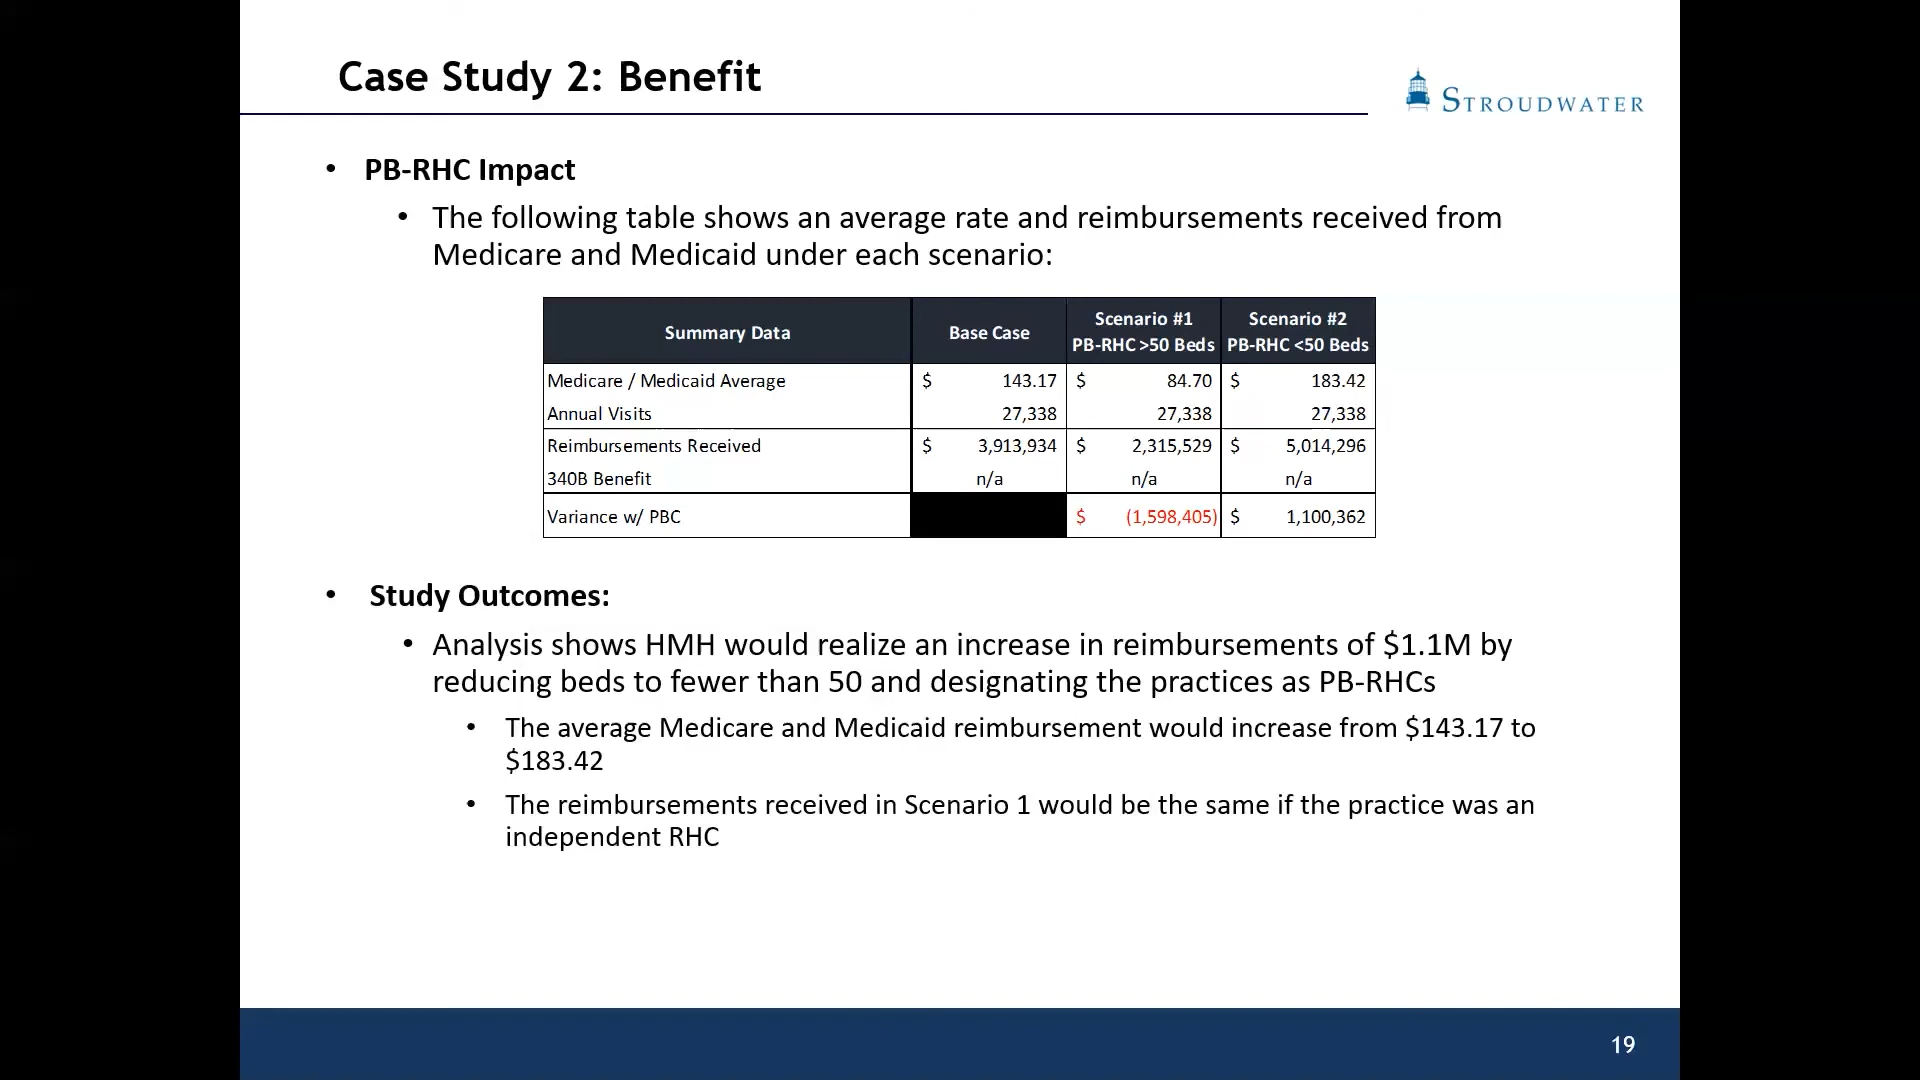 Case Study 2: Benefit
STROUDWATER
• PB-RHC Impact
• The following table shows an average rate and reimbursements received from
Medicare and Medicaid under each scenario:
Summary Data Base Case Scenario #1 PB-RHC >50 Beds Scenario #2 PB-RHC <50 Beds
Medicare / Medicaid Average $ 143.17 $ 84.70 $ 183.42
Annual Visits 27,338 27,338 27,338
Reimbursements Received $ 3,913,934 $ 2,315,529 $ 5,014,296
340B Benefit n/a n/a n/a
Variance w/ PBC $ (1,598,405) $ 1,100,362
• Study Outcomes:
• Analysis shows HMH would realize an increase in reimbursements of $1.1M by
reducing beds to fewer than 50 and designating the practices as PB-RHCs
• The average Medicare and Medicaid reimbursement would increase from $143.17 to
$183.42
• The reimbursements received in Scenario 1 would be the same if the practice was an
independent RHC
19